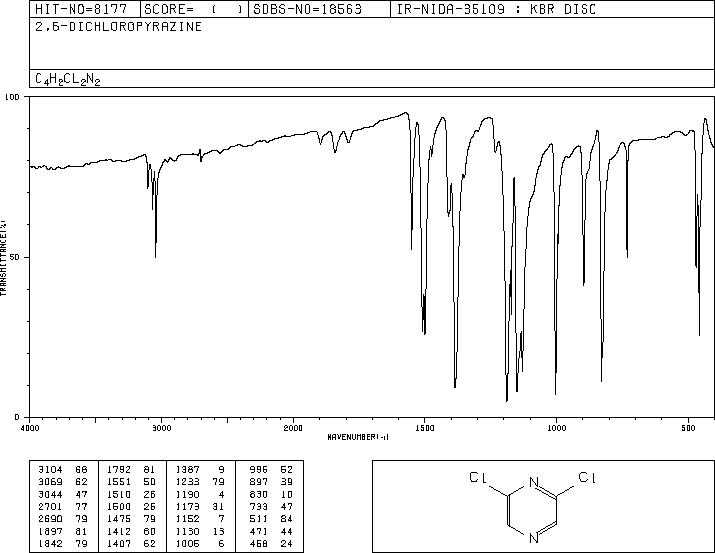 HIT-NO=8177 SCORE= ( ) SDBS-NO=18563 IR-NIDA-35109 : KBR DISC
2,6-DICHLOROPYRAZINE
C4H2CL2N2
100
50
0
TRANSMITTANCE(%)
4000 3000 2000 1500 1000 500
WAVENUMBER(-1)
3104 68 1792 81 1387 9 996 52
3069 62 1551 50 1233 79 897 39
3044 47 1510 26 1190 4 830 10
2701 77 1500 26 1173 31 733 47
2690 79 1475 79 1152 7 511 84
1897 81 1412 60 1130 13 471 44
1842 79 1407 62 1006 6 458 24
Cl N Cl
N